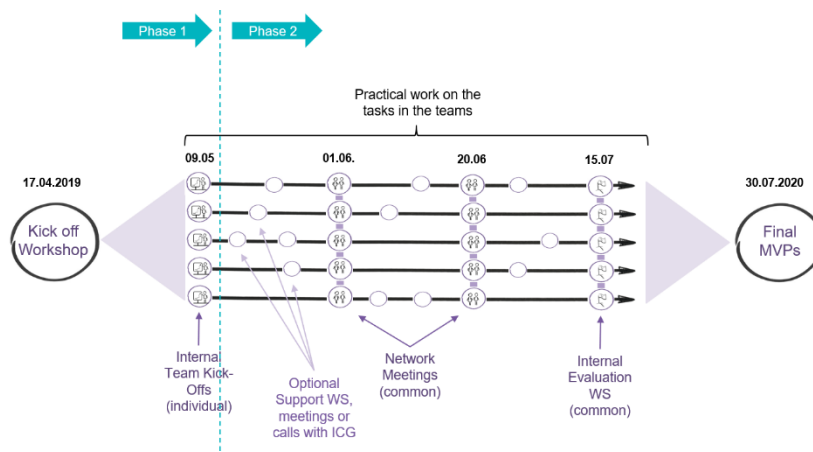 Phase 1
Phase 2
Practical work on the
tasks in the teams
09.05
01.06.
20.06
15.07
17.04.2019
30.07.2020
Kick off
Workshop
Final
MVPs
Internal
Team Kick-
Offs
(individual)
Optional
Support WS,
meetings or
calls with ICG
Network
Meetings
(common)
Internal
Evaluation
WS
(common)